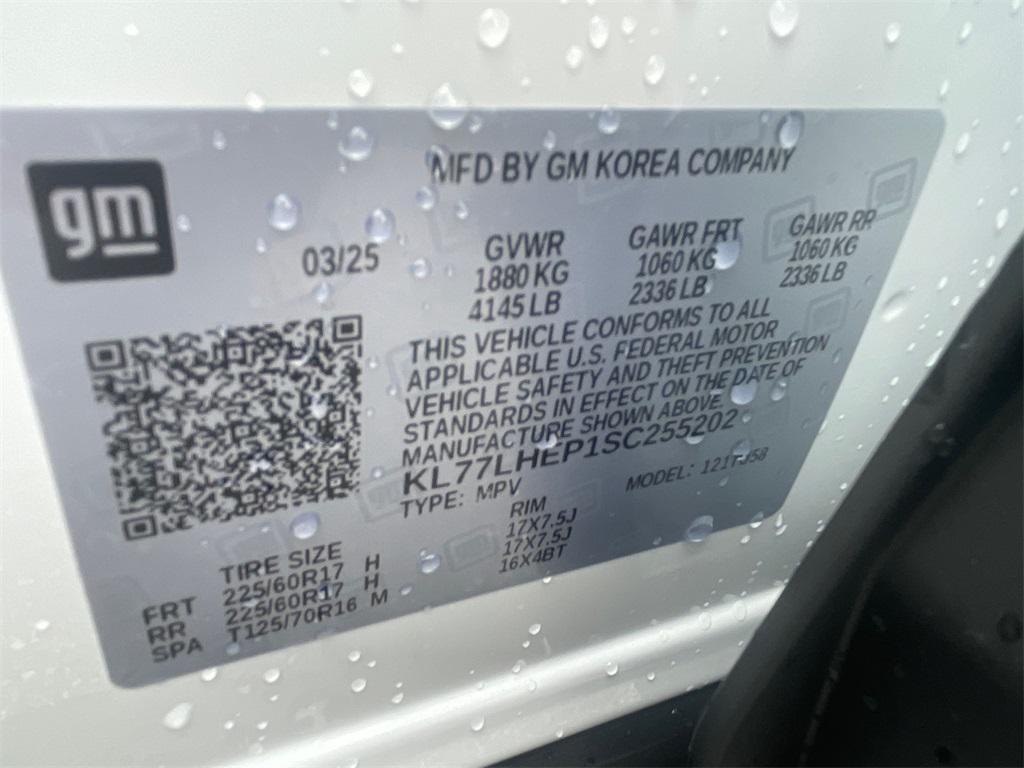 gm
MFD BY GM KOREA COMPANY
03/25
GVWR
1880 KG
4145 LB
GAWR FRT
1060 KG
2336 LB
GAWR RR
1060 KG
2336 LB
THIS VEHICLE CONFORMS TO ALL
APPLICABLE U.S. FEDERAL MOTOR
VEHICLE SAFETY AND THEFT PREVENTION
STANDARDS IN EFFECT ON THE DATE OF
MANUFACTURE SHOWN ABOVE
KL77LHEP1SC255202
TYPE: MPV
MODEL:
TIRE SIZE RIM
FRT 225/60R17 H 17X7.5J
RR 225/60R17 H 17X7.5J
SPA T125/70R16 M 16X4BT